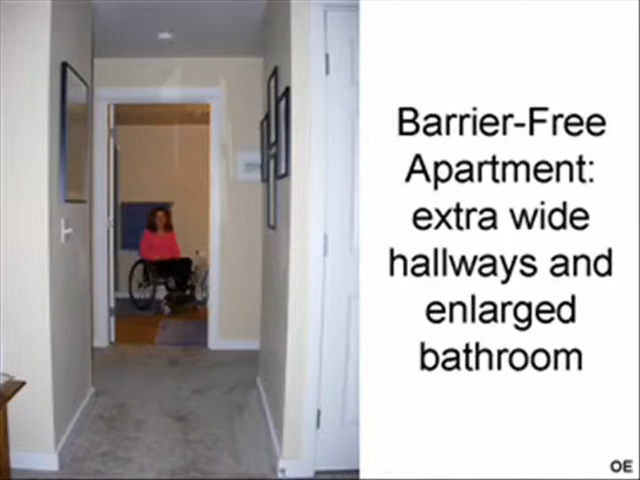 Barrier-Free
Apartment:
extra wide
hallways and
enlarged
bathroom
OE